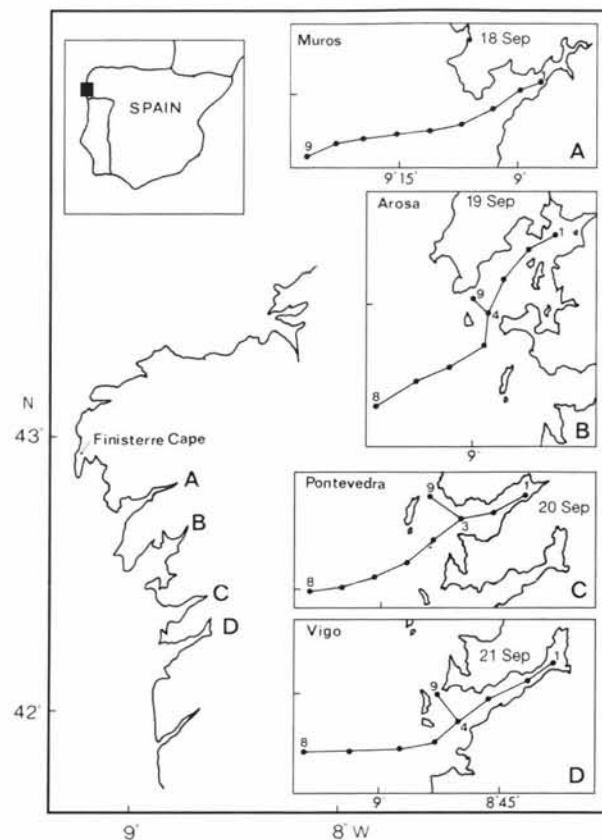 SPAIN
N
43°
Finisterre Cape
A
B
C
D
42°
9°
8° W
Muros
18 Sep
9
9°15'
9°
A
Arosa
19 Sep
1
9
4
8
9°
B
Pontevedra
20 Sep
9
1
3
8
C
Vigo
21 Sep
1
9
4
8
9
8°45'
D